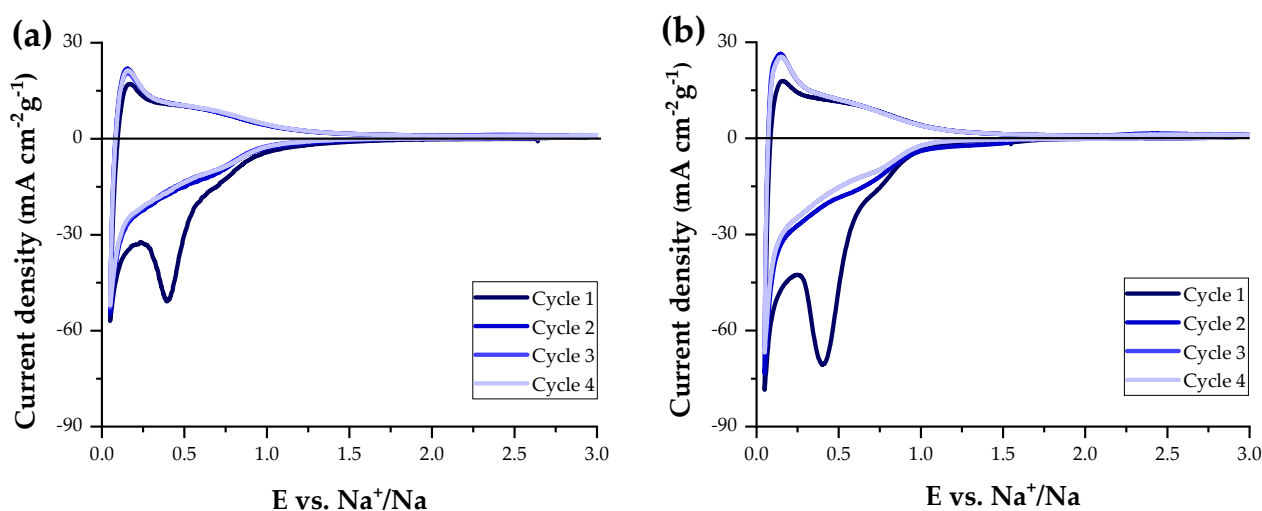 (a)
30
0
-30
-60
-90
Current density (mA cm⁻²g⁻¹)
0.0 0.5 1.0 1.5 2.0 2.5 3.0
E vs. Na⁺/Na
Cycle 1
Cycle 2
Cycle 3
Cycle 4
(b)
30
0
-30
-60
-90
Current density (mA cm⁻²g⁻¹)
0.0 0.5 1.0 1.5 2.0 2.5 3.0
E vs. Na⁺/Na
Cycle 1
Cycle 2
Cycle 3
Cycle 4